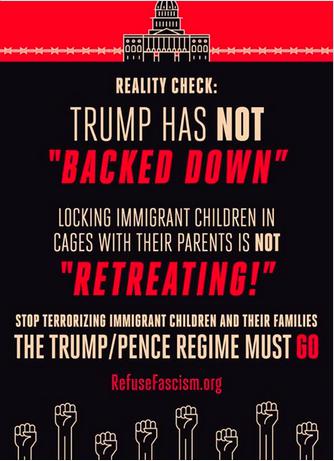 REALITY CHECK:
TRUMP HAS NOT
"BACKED DOWN"
LOCKING IMMIGRANT CHILDREN IN
CAGES WITH THEIR PARENTS IS NOT
"RETREATING!"
STOP TERRORIZING IMMIGRANT CHILDREN AND THEIR FAMILIES
THE TRUMP/PENCE REGIME MUST GO
RefuseFascism.org